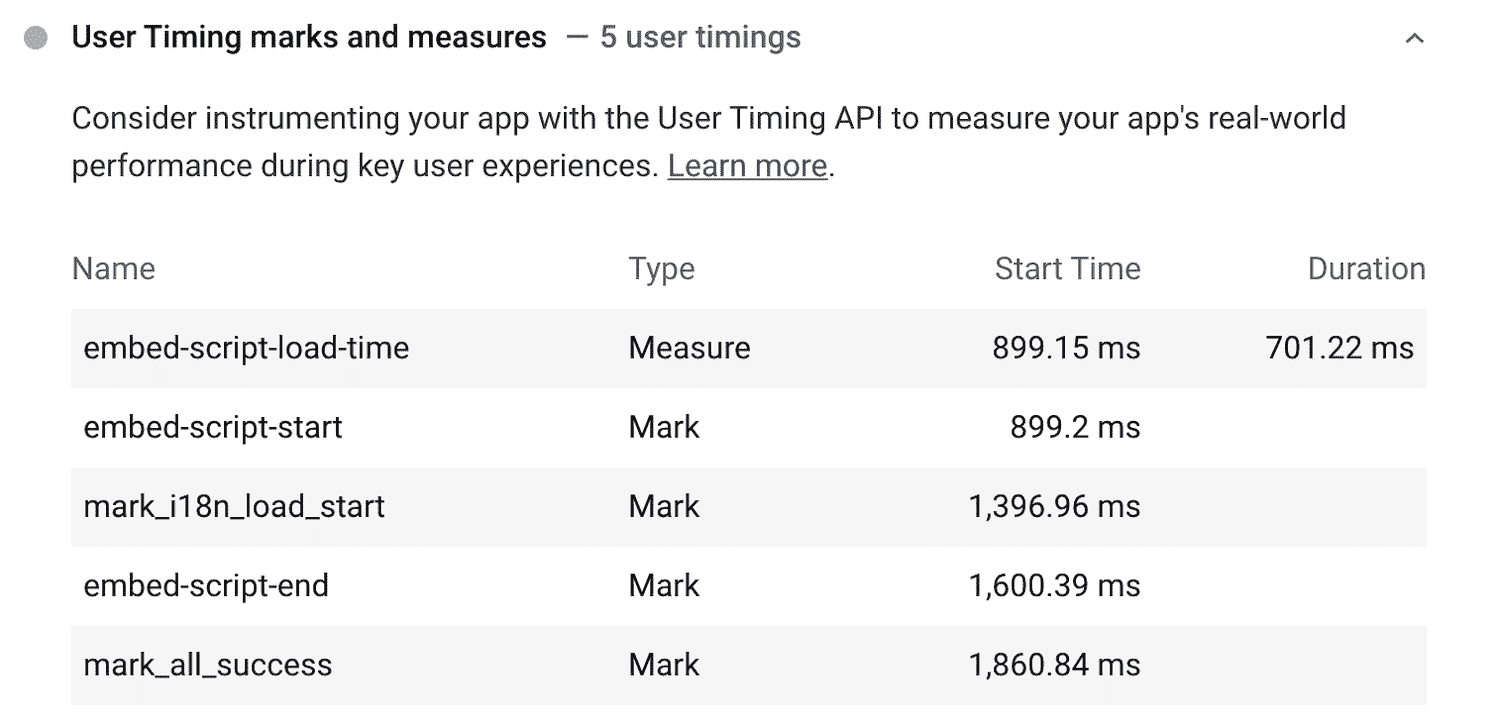 User Timing marks and measures — 5 user timings
Consider instrumenting your app with the User Timing API to measure your app's real-world
performance during key user experiences. Learn more.
Name Type Start Time Duration
embed-script-load-time Measure 899.15 ms 701.22 ms
embed-script-start Mark 899.2 ms
mark_i18n_load_start Mark 1,396.96 ms
embed-script-end Mark 1,600.39 ms
mark_all_success Mark 1,860.84 ms